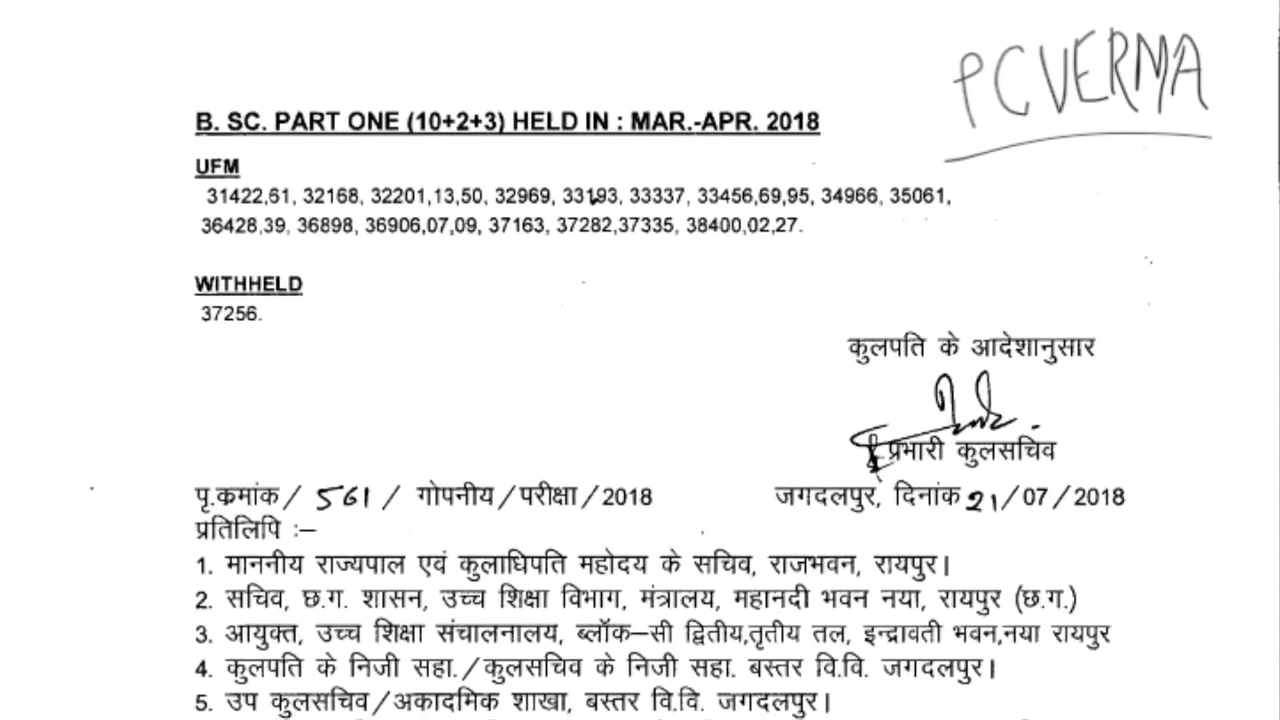 PCVERMA
B. SC. PART ONE (10+2+3) HELD IN : MAR.-APR. 2018
UFM
31422,61, 32168, 32201,13,50, 32969, 33193, 33337, 33456,69,95, 34966, 35061,
36428,39, 36898, 36906,07,09, 37163, 37282,37335, 38400,02,27.
WITHHELD
37256.
कुलपति के आदेशानुसार
प्रभारी कुलसचिव
पृ.क्रमांक / 561 / गोपनीय / परीक्षा / 2018 जगदलपुर, दिनांक 21 / 07 / 2018
प्रतिलिपि :–
1. माननीय राज्यपाल एवं कुलाधिपति महोदय के सचिव, राजभवन, रायपुर।
2. सचिव, छ.ग. शासन, उच्च शिक्षा विभाग, मंत्रालय, महानदी भवन नया, रायपुर (छ.ग.)
3. आयुक्त, उच्च शिक्षा संचालनालय, ब्लॉक–सी द्वितीय,तृतीय तल, इन्द्रावती भवन,नया रायपुर
4. कुलपति के निजी सहा. / कुलसचिव के निजी सहा. बस्तर वि.वि. जगदलपुर।
5. उप कुलसचिव / अकादमिक शाखा, बस्तर वि.वि. जगदलपुर।